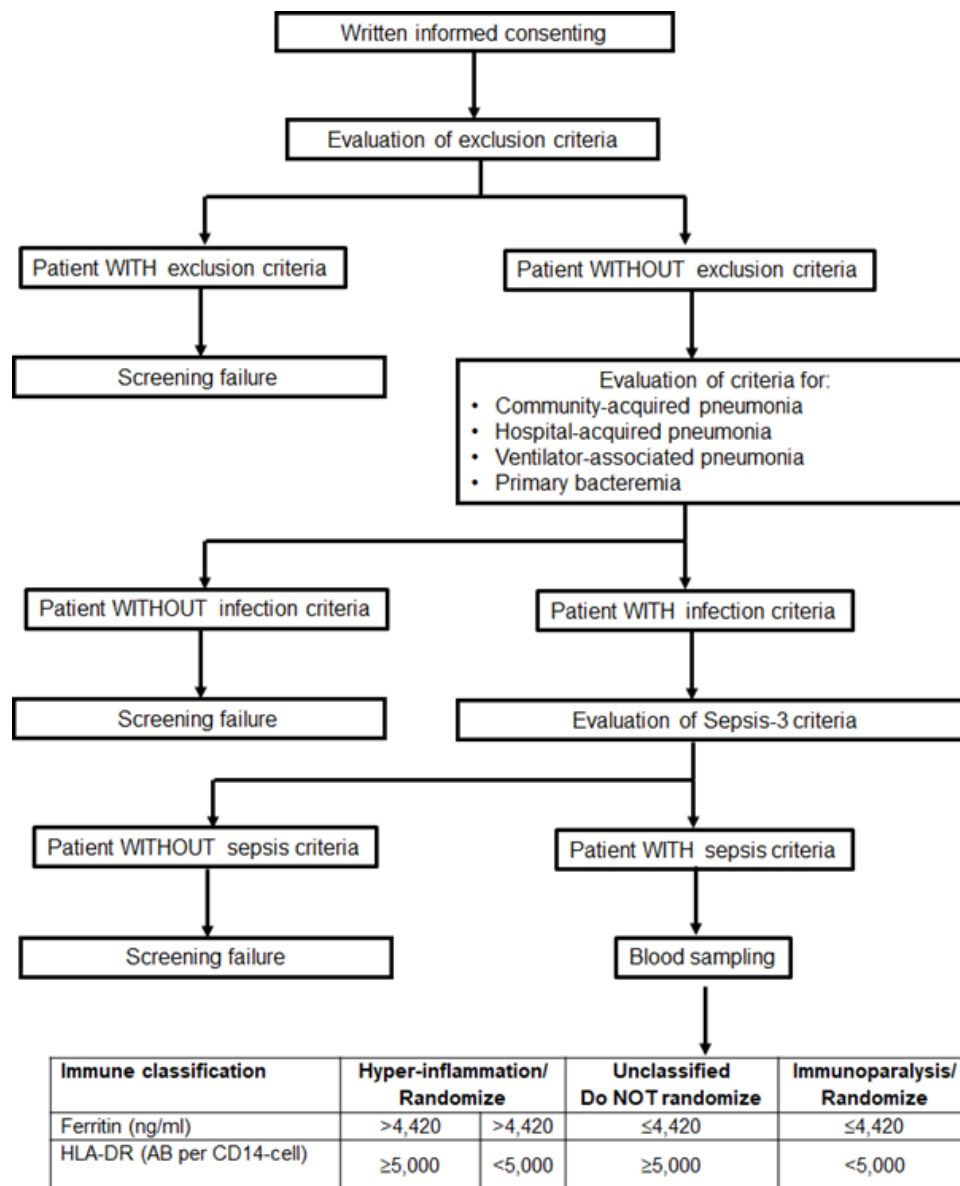 Written informed consenting
Evaluation of exclusion criteria
Patient WITH exclusion criteria
Patient WITHOUT exclusion criteria
Screening failure
Evaluation of criteria for:
• Community-acquired pneumonia
• Hospital-acquired pneumonia
• Ventilator-associated pneumonia
• Primary bacteremia
Patient WITHOUT infection criteria
Patient WITH infection criteria
Screening failure
Evaluation of Sepsis-3 criteria
Patient WITHOUT sepsis criteria
Patient WITH sepsis criteria
Screening failure
Blood sampling
Immune classification
Hyper-inflammation/
Randomize
Unclassified
Do NOT randomize
Immunoparalysis/
Randomize
Ferritin (ng/ml) >4,420 >4,420 ≤4,420 ≤4,420
HLA-DR (AB per CD14-cell)
≥5,000 <5,000 ≥5,000 <5,000